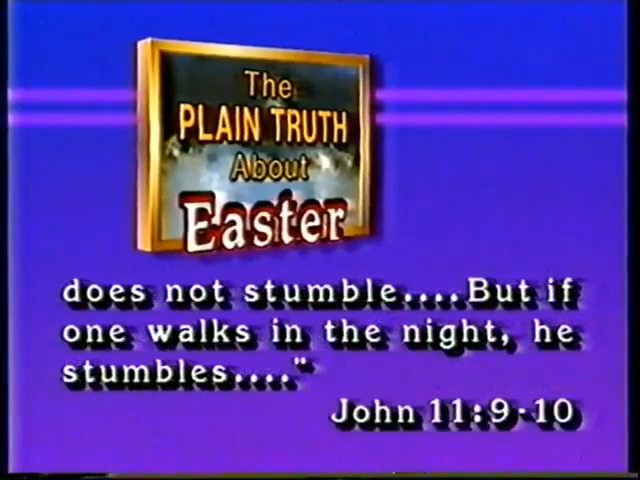 The
PLAIN TRUTH
About
Easter
does not stumble....But if
one walks in the night, he
stumbles...."
John 11:9-10